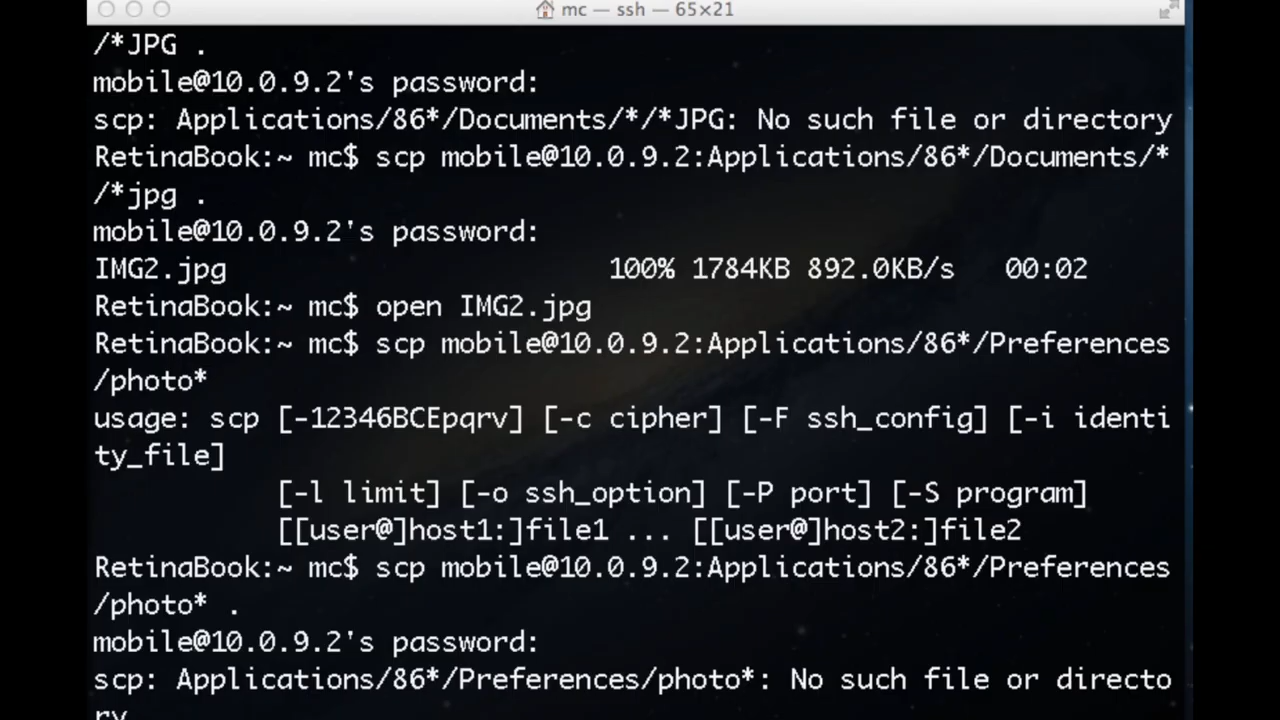 mc — ssh — 65×21
/*JPG .
mobile@10.0.9.2's password:
scp: Applications/86*/Documents/*/*JPG: No such file or directory
RetinaBook:~ mc$ scp mobile@10.0.9.2:Applications/86*/Documents/*
/*jpg .
mobile@10.0.9.2's password:
IMG2.jpg 100% 1784KB 892.0KB/s 00:02
RetinaBook:~ mc$ open IMG2.jpg
RetinaBook:~ mc$ scp mobile@10.0.9.2:Applications/86*/Preferences
/photo*
usage: scp [-12346BCEpqrv] [-c cipher] [-F ssh_config] [-i identi
ty_file]
[-l limit] [-o ssh_option] [-P port] [-S program]
[[user@]host1:]file1 ... [[user@]host2:]file2
RetinaBook:~ mc$ scp mobile@10.0.9.2:Applications/86*/Preferences
/photo* .
mobile@10.0.9.2's password:
scp: Applications/86*/Preferences/photo*: No such file or directo
ry